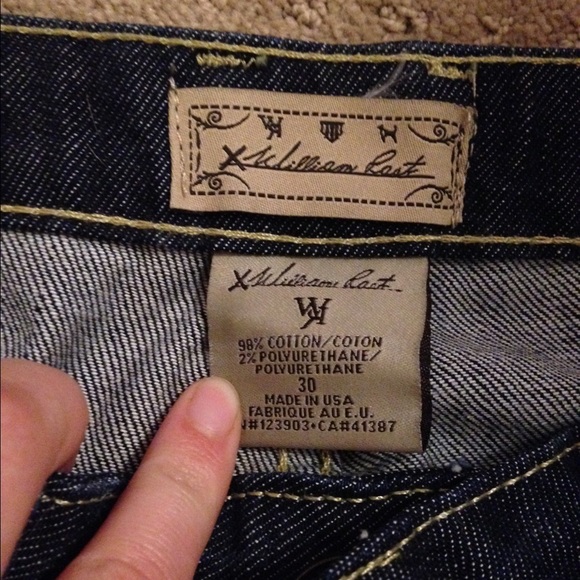 X William Rast
X William Rast
WR
98% COTTON/COTON
2% POLYURETHANE/
POLYURETHANE
30
MADE IN USA
FABRIQUE AU E.U.
N#123903•CA#41387